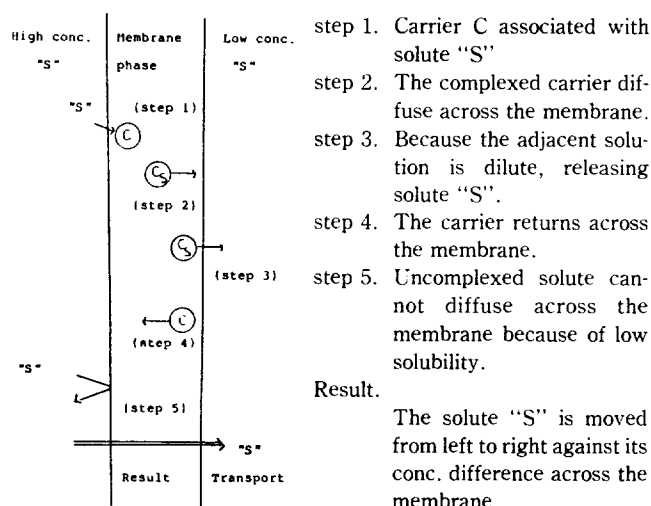 High conc. Membrane Low conc.
"S" phase "S"
"S" (step 1)
C
CS
(step 2)
CS
(step 3)
C
(step 4)
"S"
(step 5)
"S"
Result Transport
step 1. Carrier C associated with
solute “S”
step 2. The complexed carrier dif-
fuse across the membrane.
step 3. Because the adjacent solu-
tion is dilute, releasing
solute “S”.
step 4. The carrier returns across
the membrane.
step 5. Uncomplexed solute can-
not diffuse across the
membrane because of low
solubility.
Result.
The solute “S” is moved
from left to right against its
conc. difference across the
membrane